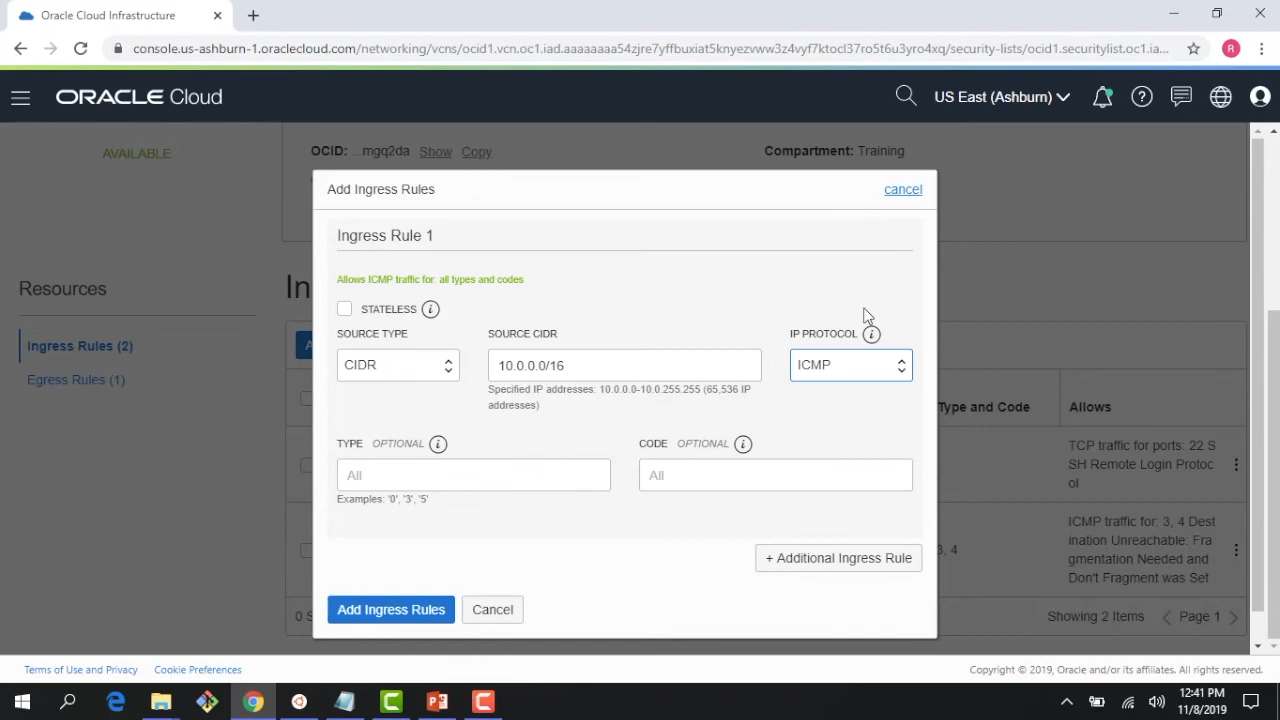 Oracle Cloud Infrastructure
console.us-ashburn-1.oraclecloud.com/networking/vcns/ocid1.vcn.oc1.iad.aaaaaaaa54zjre7yffbuxiat5knyezvww3z4vyf7ktocl37ro5t6u3yro4xq/security-lists/ocid1.securitylist.oc1.ia...
R
ORACLE Cloud
US East (Ashburn)
AVAILABLE
OCID: ...mgq2da Show Copy
Compartment: Training
Add Ingress Rules
cancel
Ingress Rule 1
Allows ICMP traffic for: all types and codes
STATELESS
SOURCE TYPE
SOURCE CIDR
IP PROTOCOL
CIDR
10.0.0.0/16
ICMP
Specified IP addresses: 10.0.0.0-10.0.255.255 (65,536 IP
addresses)
TYPE OPTIONAL
CODE OPTIONAL
All
All
Examples: '0', '3', '5'
+ Additional Ingress Rule
Add Ingress Rules
Cancel
Resources
Ingress Rules (2)
Egress Rules (1)
In
A
Type and Code
Allows
TCP traffic for ports: 22 S
SH Remote Login Protoc
ol
3, 4
ICMP traffic for: 3, 4 Dest
ination Unreachable: Fra
gmentation Needed and
Don't Fragment was Set
0 S
Showing 2 Items
Page 1
Terms of Use and Privacy
Cookie Preferences
Copyright © 2019, Oracle and/or its affiliates. All rights reserved.
12:41 PM
11/8/2019